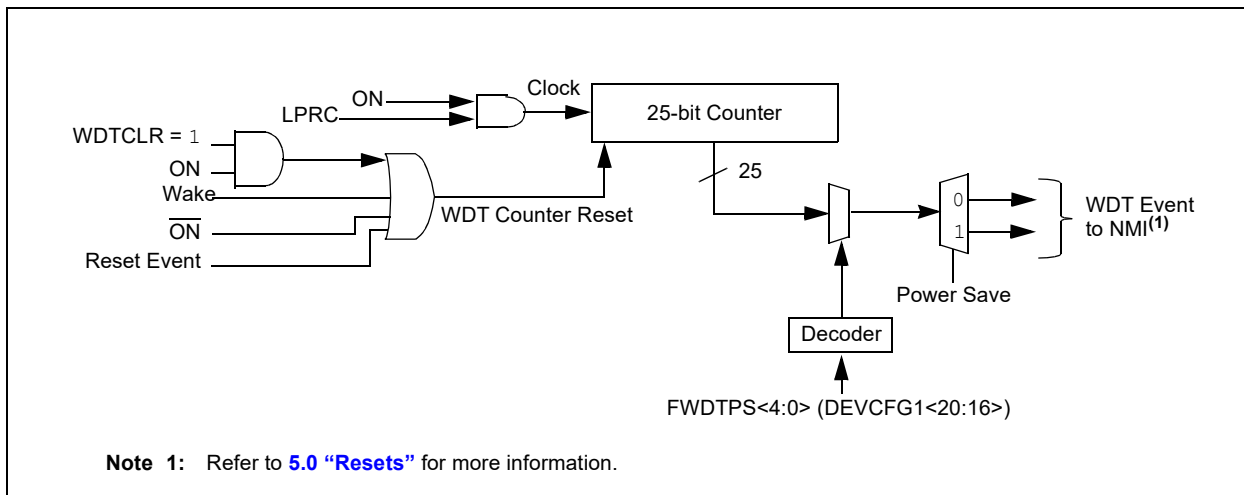 Clock
ON
LPRC
25-bit Counter
WDTCLR = 1
ON
Wake
O̅N̅
Reset Event
WDT Counter Reset
25
0
1
WDT Event
to NMI(1)
Power Save
Decoder
FWDTPS<4:0> (DEVCFG1<20:16>)
Note 1: Refer to 5.0 “Resets” for more information.